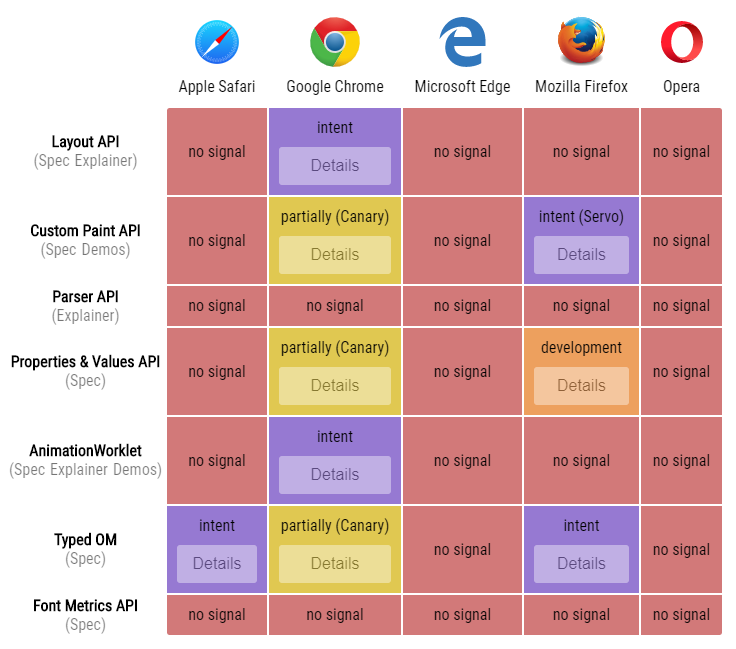 Apple Safari Google Chrome Microsoft Edge Mozilla Firefox Opera
Layout API
(Spec Explainer)
no signal
intent
Details
no signal
no signal
no signal
Custom Paint API
(Spec Demos)
no signal
partially (Canary)
Details
no signal
intent (Servo)
Details
no signal
Parser API
(Explainer)
no signal
no signal
no signal
no signal
no signal
Properties & Values API
(Spec)
no signal
partially (Canary)
Details
no signal
development
Details
no signal
AnimationWorklet
(Spec Explainer Demos)
no signal
intent
Details
no signal
no signal
no signal
Typed OM
(Spec)
intent
Details
partially (Canary)
Details
no signal
intent
Details
no signal
Font Metrics API
(Spec)
no signal
no signal
no signal
no signal
no signal